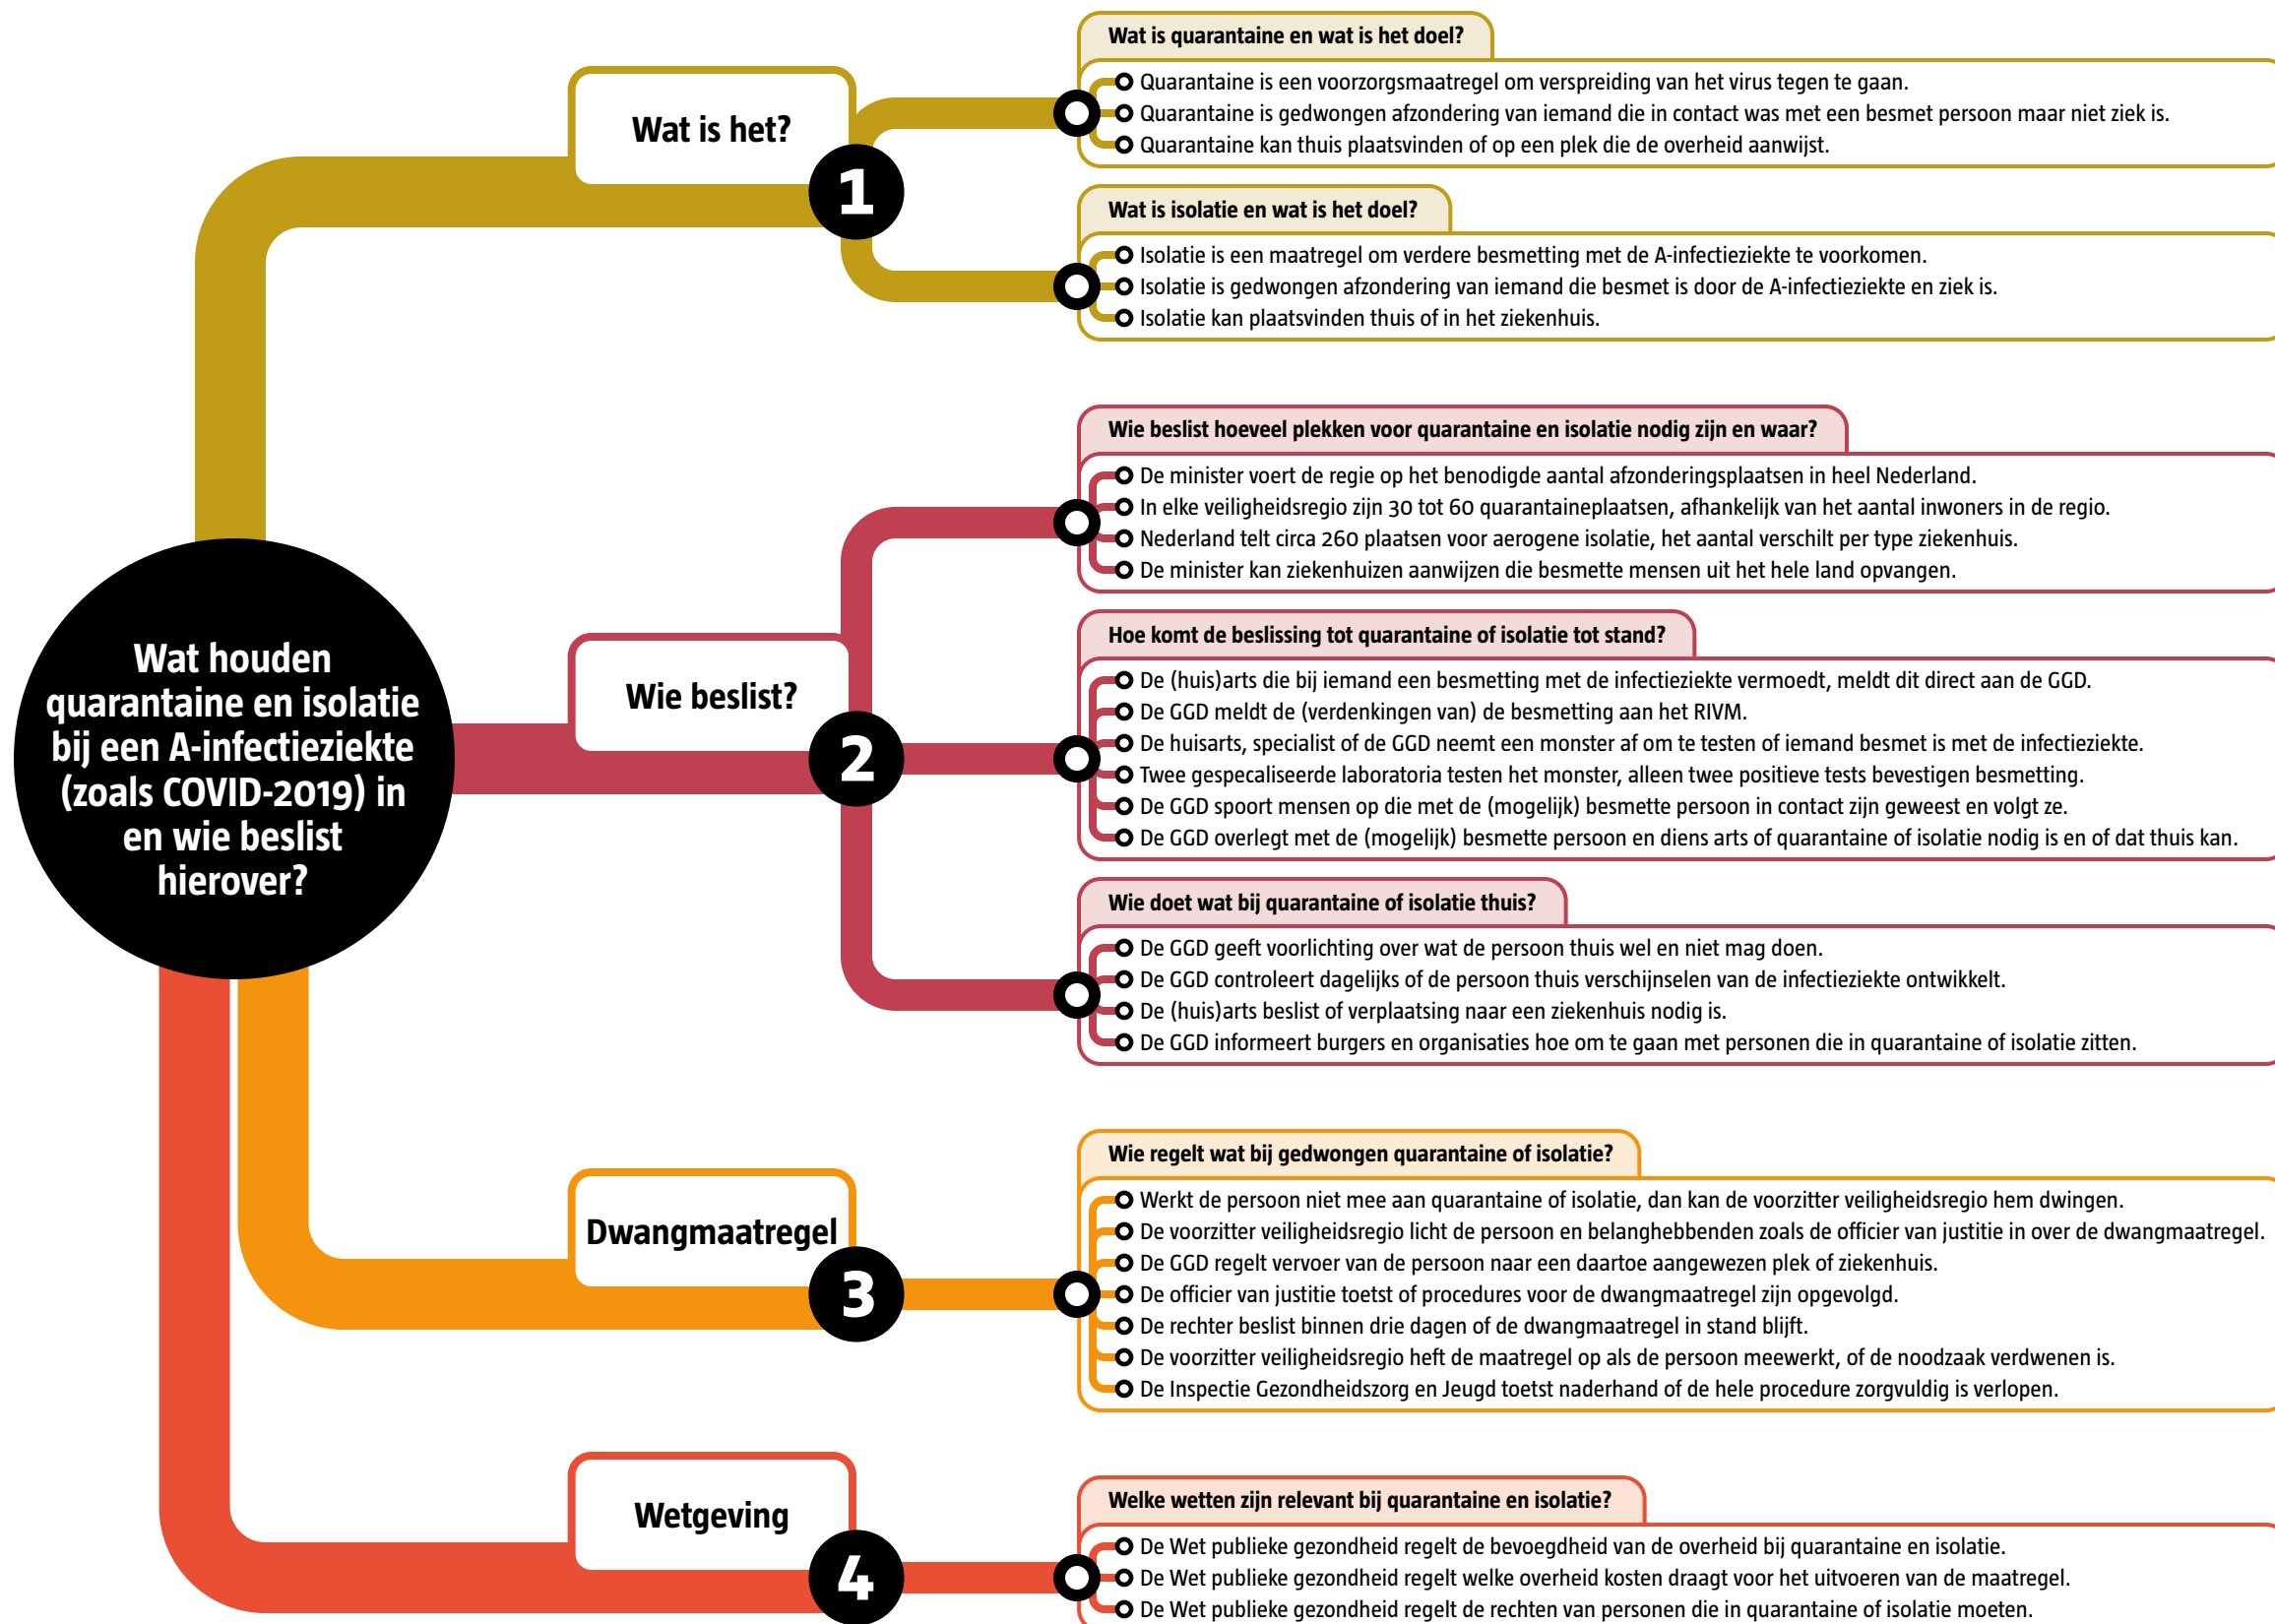 Wat houden
quarantaine en isolatie
bij een A-infectieziekte
(zoals COVID-2019) in
en wie beslist
hierover?
Wat is het?
1
Wat is quarantaine en wat is het doel?
Quarantaine is een voorzorgsmaatregel om verspreiding van het virus tegen te gaan.
Quarantaine is gedwongen afzondering van iemand die in contact was met een besmet persoon maar niet ziek is.
Quarantaine kan thuis plaatsvinden of op een plek die de overheid aanwijst.
Wat is isolatie en wat is het doel?
Isolatie is een maatregel om verdere besmetting met de A-infectieziekte te voorkomen.
Isolatie is gedwongen afzondering van iemand die besmet is door de A-infectieziekte en ziek is.
Isolatie kan plaatsvinden thuis of in het ziekenhuis.
Wie beslist?
2
Wie beslist hoeveel plekken voor quarantaine en isolatie nodig zijn en waar?
De minister voert de regie op het benodigde aantal afzonderingsplaatsen in heel Nederland.
In elke veiligheidsregio zijn 30 tot 60 quarantaineplaatsen, afhankelijk van het aantal inwoners in de regio.
Nederland telt circa 260 plaatsen voor aerogene isolatie, het aantal verschilt per type ziekenhuis.
De minister kan ziekenhuizen aanwijzen die besmette mensen uit het hele land opvangen.
Hoe komt de beslissing tot quarantaine of isolatie tot stand?
De (huis)arts die bij iemand een besmetting met de infectieziekte vermoedt, meldt dit direct aan de GGD.
De GGD meldt de (verdenkingen van) de besmetting aan het RIVM.
De huisarts, specialist of de GGD neemt een monster af om te testen of iemand besmet is met de infectieziekte.
Twee gespecaliseerde laboratoria testen het monster, alleen twee positieve tests bevestigen besmetting.
De GGD spoort mensen op die met de (mogelijk) besmette persoon in contact zijn geweest en volgt ze.
De GGD overlegt met de (mogelijk) besmette persoon en diens arts of quarantaine of isolatie nodig is en of dat thuis kan.
Wie doet wat bij quarantaine of isolatie thuis?
De GGD geeft voorlichting over wat de persoon thuis wel en niet mag doen.
De GGD controleert dagelijks of de persoon thuis verschijnselen van de infectieziekte ontwikkelt.
De (huis)arts beslist of verplaatsing naar een ziekenhuis nodig is.
De GGD informeert burgers en organisaties hoe om te gaan met personen die in quarantaine of isolatie zitten.
Dwangmaatregel
3
Wie regelt wat bij gedwongen quarantaine of isolatie?
Werkt de persoon niet mee aan quarantaine of isolatie, dan kan de voorzitter veiligheidsregio hem dwingen.
De voorzitter veiligheidsregio licht de persoon en belanghebbenden zoals de officier van justitie in over de dwangmaatregel.
De GGD regelt vervoer van de persoon naar een daartoe aangewezen plek of ziekenhuis.
De officier van justitie toetst of procedures voor de dwangmaatregel zijn opgevolgd.
De rechter beslist binnen drie dagen of de dwangmaatregel in stand blijft.
De voorzitter veiligheidsregio heft de maatregel op als de persoon meewerkt, of de noodzaak verdwenen is.
De Inspectie Gezondheidszorg en Jeugd toetst naderhand of de hele procedure zorgvuldig is verlopen.
Wetgeving
4
Welke wetten zijn relevant bij quarantaine en isolatie?
De Wet publieke gezondheid regelt de bevoegdheid van de overheid bij quarantaine en isolatie.
De Wet publieke gezondheid regelt welke overheid kosten draagt voor het uitvoeren van de maatregel.
De Wet publieke gezondheid regelt de rechten van personen die in quarantaine of isolatie moeten.